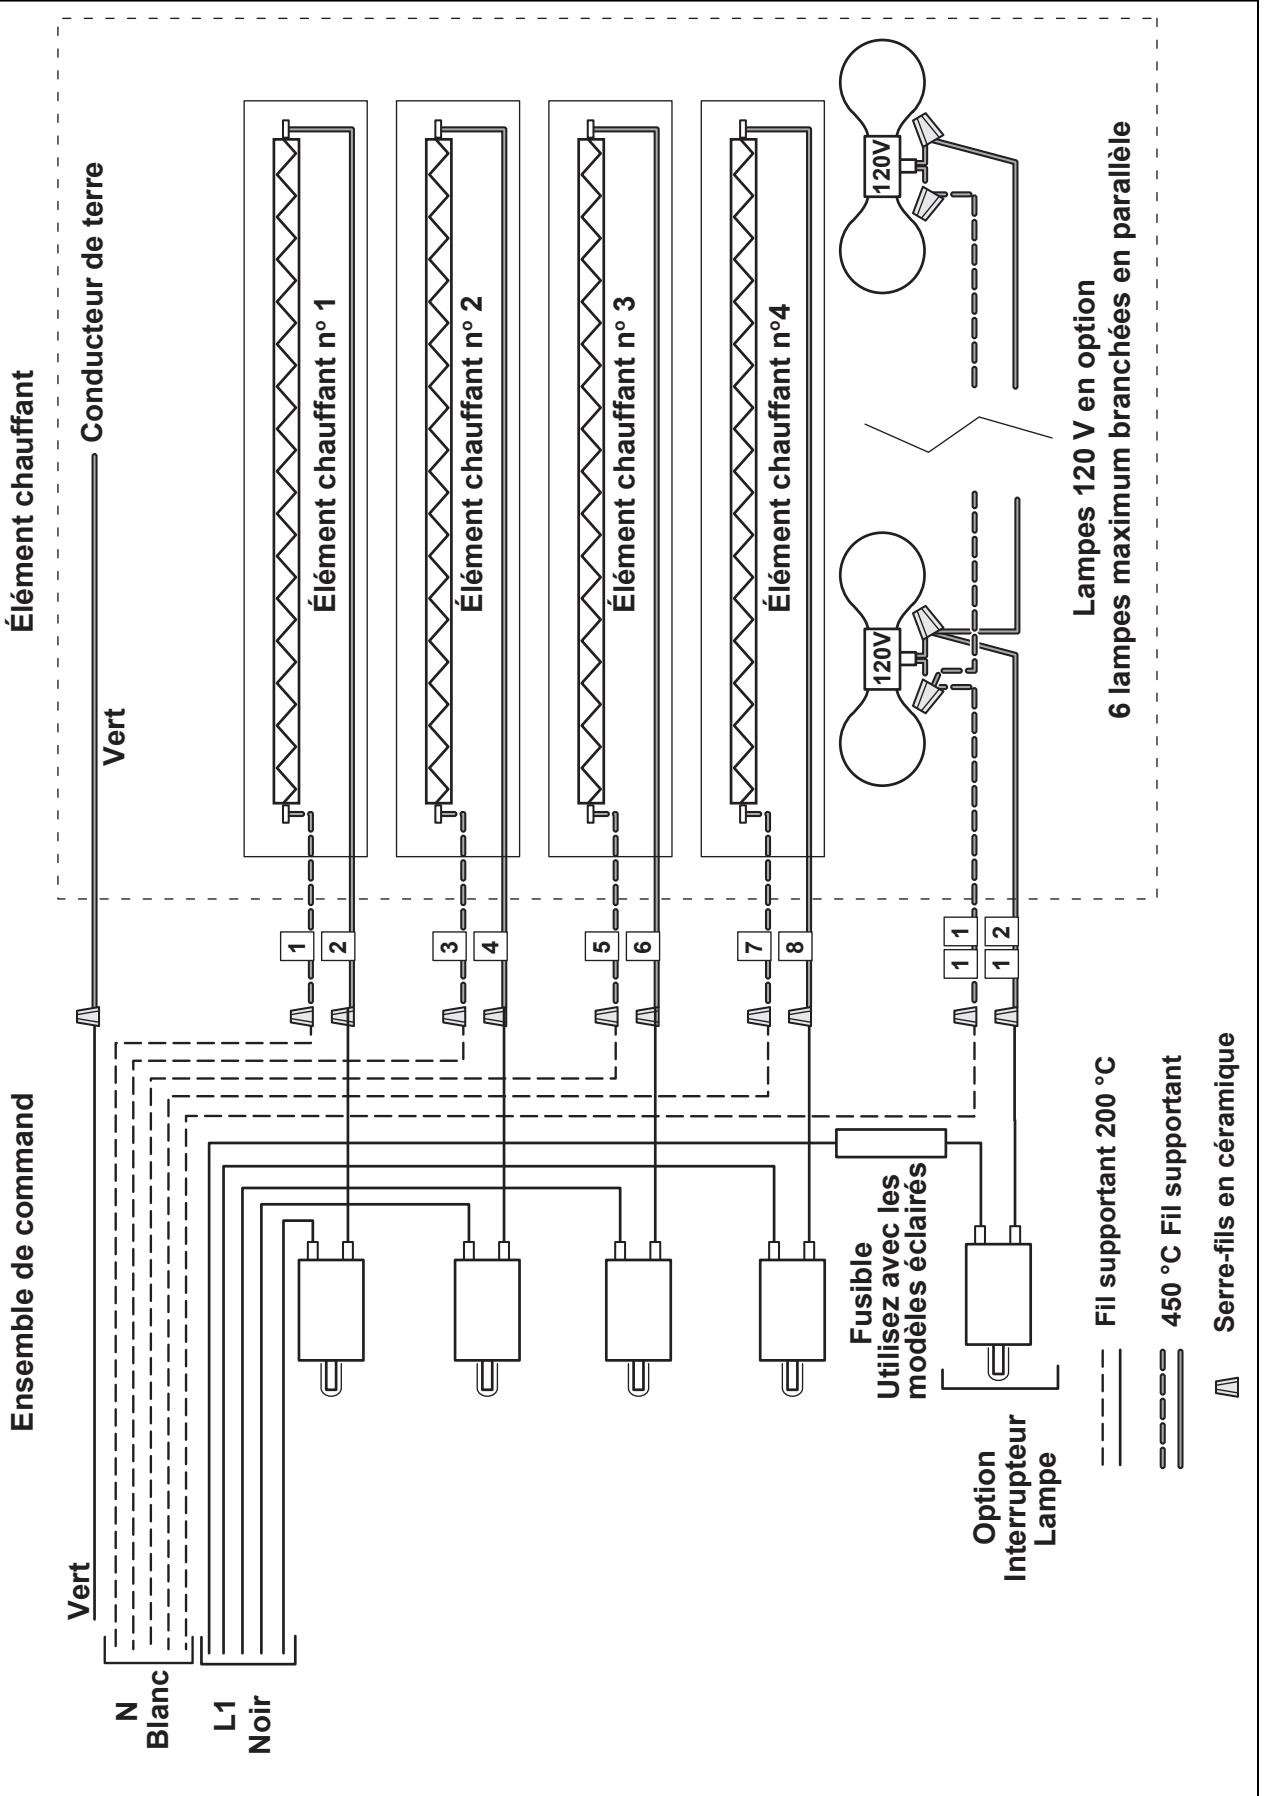 Ensemble de command
Élément chauffant
Vert
Vert
Conducteur de terre
N
Blanc
L1
Noir
1
2
Élément chauffant n° 1
3
4
Élément chauffant n° 2
5
6
Élément chauffant n° 3
7
8
Élément chauffant n°4
120V
120V
1 1
1 2
Fusible
Utilisez avec les
modèles éclairés
Option
Interrupteur
Lampe
Lampes 120 V en option
6 lampes maximum branchées en parallèle
Fil supportant 200 °C
450 °C Fil supportant
Serre-fils en céramique